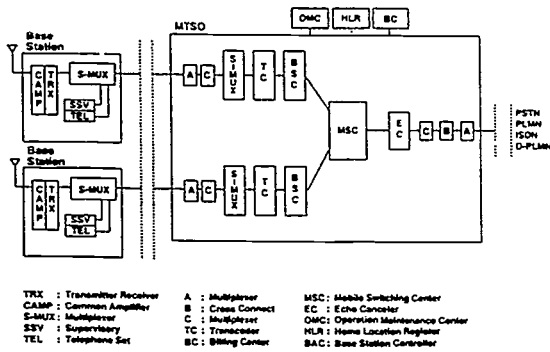 OMC HLR BC
MTSO
Base
Station
CAMP TRX S-MUX
SSV
TEL
A C S-MUX TC BSC
MSC EC C B A
PSTN
PLMN
ISDN
D-PLMN
Base
Station
CAMP TRX S-MUX
SSV
TEL
A C S-MUX TC BSC
TRX : Transmitter Receiver
CAMP : Common Amplifier
S-MUX : Multiplexer
SSV : Supervisory
TEL : Telephone Set
A : Multiplexer
B : Cross Connect
C : Multiplexer
TC : Transcoder
BC : Billing Center
MSC : Mobile Switching Center
EC : Echo Canceler
OMC : Operation Maintenance Center
HLR : Home Location Register
BAC : Base Station Controller